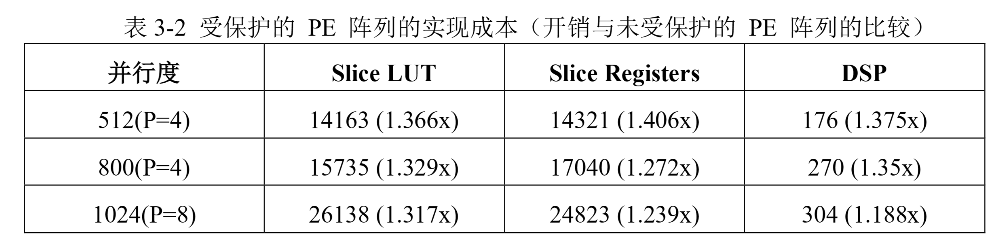 表 3-2 受保护的 PE 阵列的实现成本（开销与未受保护的 PE 阵列的比较）
并行度 Slice LUT Slice Registers DSP
512(P=4) 14163 (1.366x) 14321 (1.406x) 176 (1.375x)
800(P=4) 15735 (1.329x) 17040 (1.272x) 270 (1.35x)
1024(P=8) 26138 (1.317x) 24823 (1.239x) 304 (1.188x)